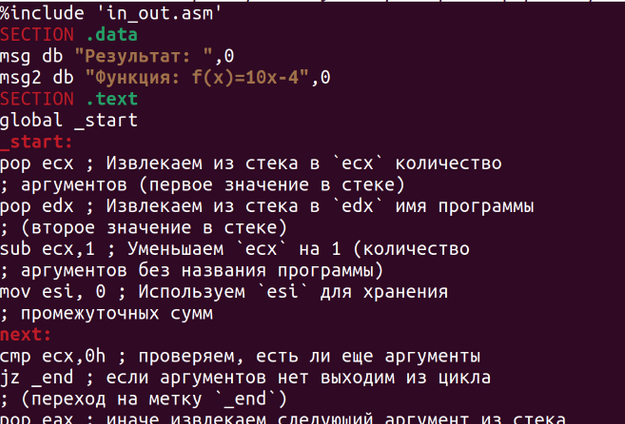 %include 'in_out.asm'
SECTION .data
msg db "Результат: ",0
msg2 db "Функция: f(x)=10x-4",0
SECTION .text
global _start
_start:
pop ecx ; Извлекаем из стека в `ecx` количество
; аргументов (первое значение в стеке)
pop edx ; Извлекаем из стека в `edx` имя программы
; (второе значение в стеке)
sub ecx,1 ; Уменьшаем `ecx` на 1 (количество
; аргументов без названия программы)
mov esi, 0 ; Используем `esi` для хранения
; промежуточных сумм
next:
cmp ecx,0h ; проверяем, есть ли еще аргументы
jz _end ; если аргументов нет выходим из цикла
; (переход на метку `_end`)
pop eax ; иначе извлекаем следующий аргумент из стека